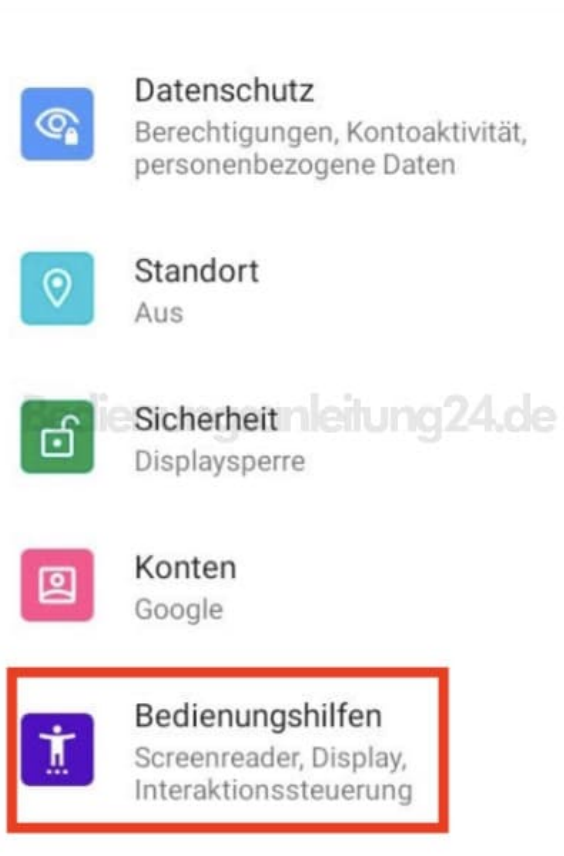 Datenschutz
Berechtigungen, Kontoaktivität,
personenbezogene Daten
Standort
Aus
Bedienungsanleitung24.de
Sicherheit
Displaysperre
Konten
Google
Bedienungshilfen
Screenreader, Display,
Interaktionssteuerung